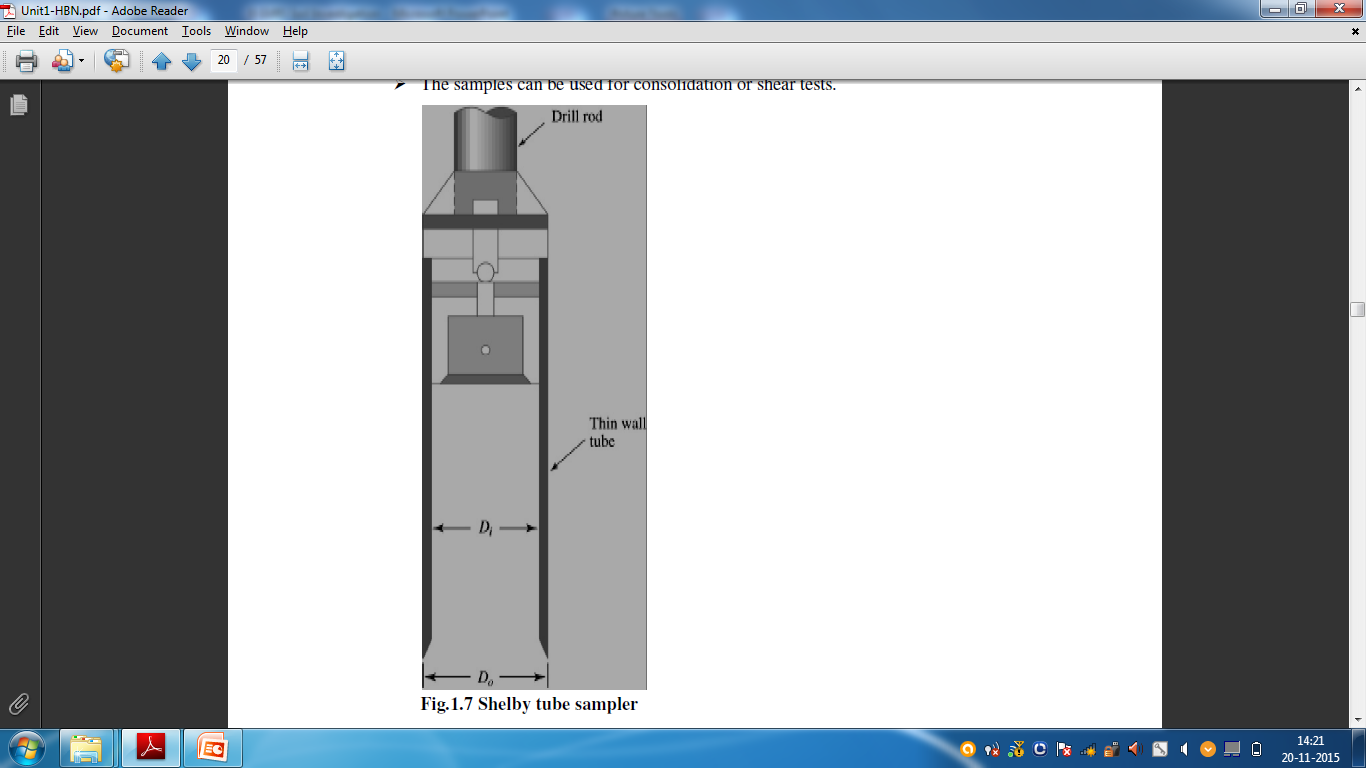 Unit1-HBN.pdf - Adobe Reader
File Edit View Document Tools Window Help
20 / 57
The samples can be used for consolidation or shear tests.
Drill rod
Thin wall
tube
Di
Do
Fig.1.7 Shelby tube sampler
14:21
20-11-2015